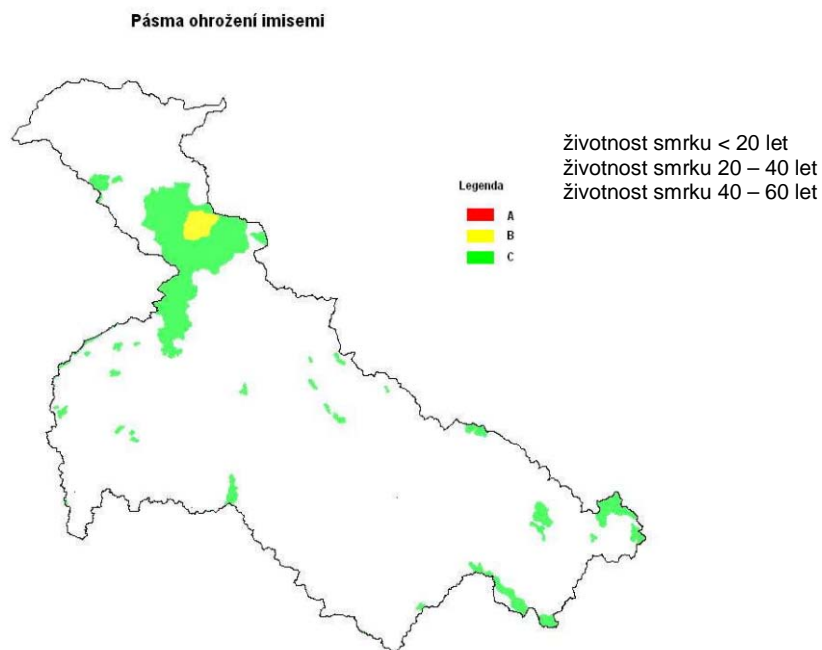 Pásma ohrožení imisemi
životnost smrku < 20 let
životnost smrku 20 – 40 let
životnost smrku 40 – 60 let
Legenda
A
B
C